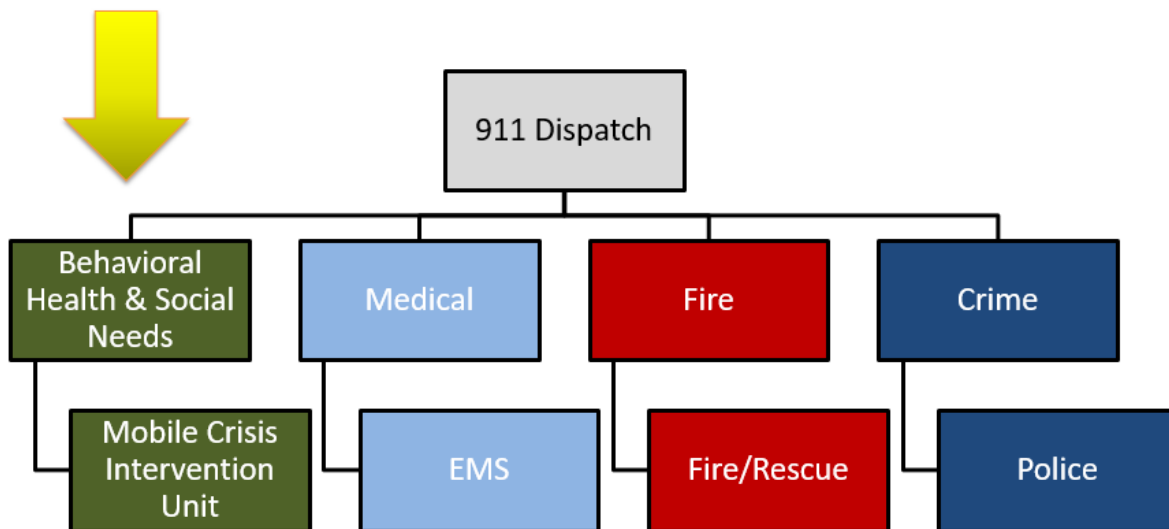 911 Dispatch
Behavioral
Health & Social
Needs
Medical
Fire
Crime
Mobile Crisis
Intervention
Unit
EMS
Fire/Rescue
Police